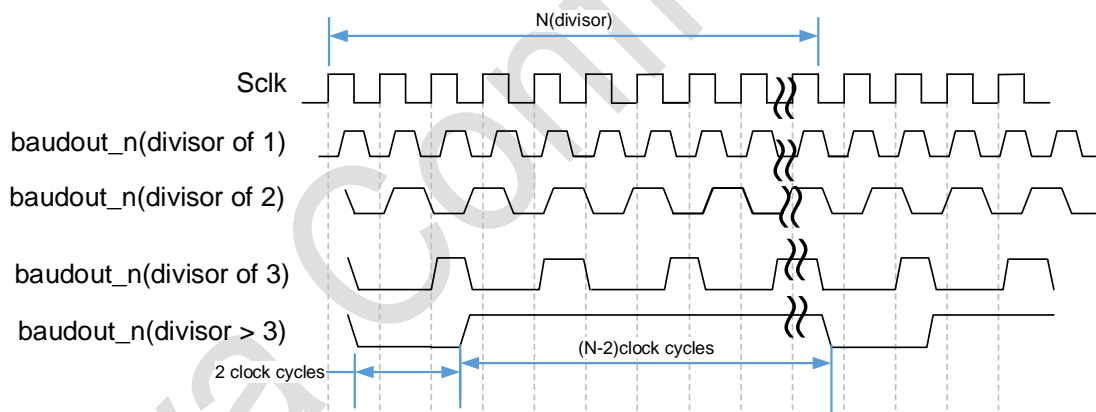 N(divisor)
Sclk
baudout_n(divisor of 1)
baudout_n(divisor of 2)
baudout_n(divisor of 3)
baudout_n(divisor > 3)
(N-2)clock cycles
2 clock cycles